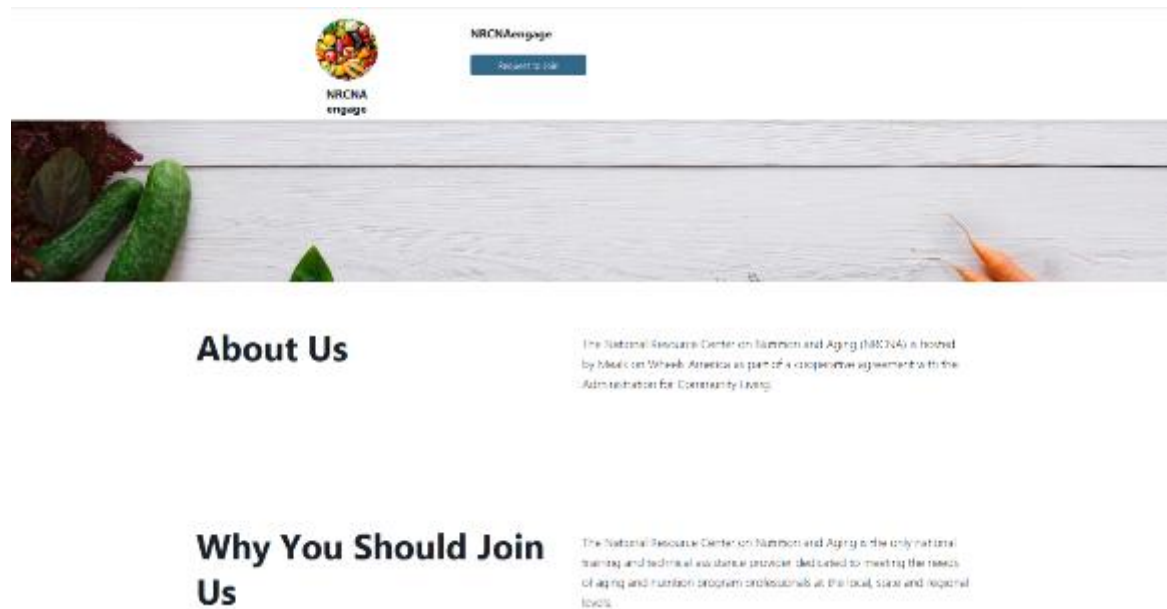 NRCNA
engage
NRCNAengage
Request to Join
About Us
The National Resource Center on Nutrition and Aging (NRCNA) is hosted
by Meals on Wheels America as part of a cooperative agreement with the
Administration for Community Living.
Why You Should Join
Us
The National Resource Center on Nutrition and Aging is the only national
training and technical assistance provider dedicated to meeting the needs
of aging and nutrition program professionals at the local, state and regional
levels.